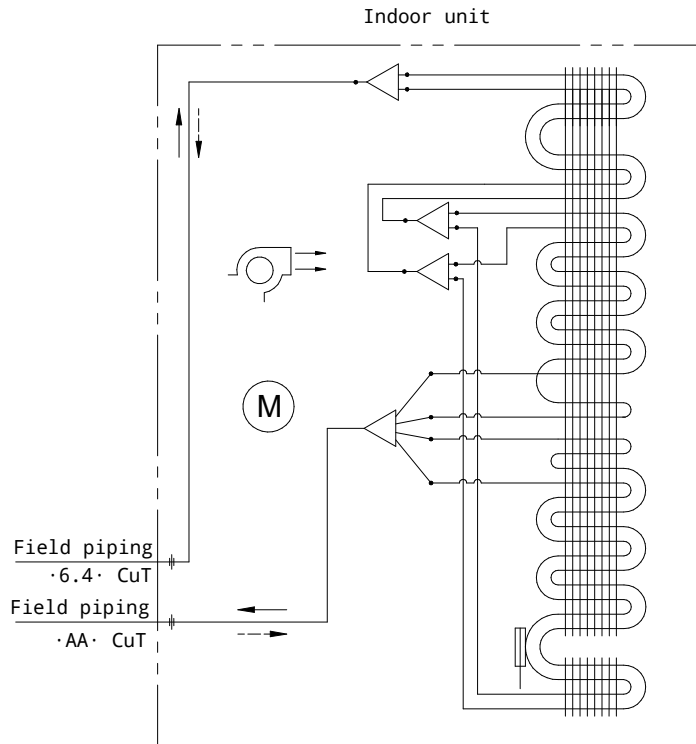 Indoor unit
M
Field piping
·6.4· CuT
Field piping
·AA· CuT